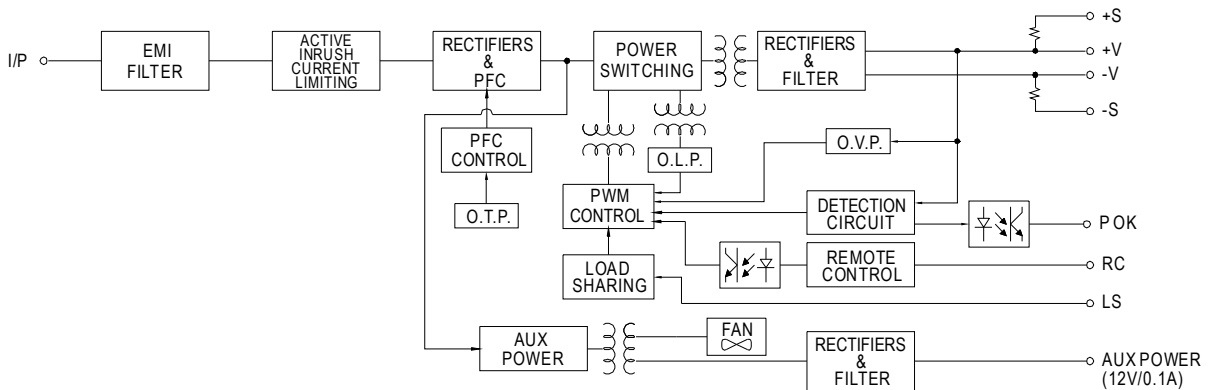 I/P
EMI
FILTER
ACTIVE
INRUSH
CURRENT
LIMITING
RECTIFIERS
&
PFC
POWER
SWITCHING
RECTIFIERS
&
FILTER
+S
+V
-V
-S
PFC
CONTROL
O.L.P.
O.V.P.
O.T.P.
PWM
CONTROL
DETECTION
CIRCUIT
POK
LOAD
SHARING
REMOTE
CONTROL
RC
LS
AUX
POWER
FAN
RECTIFIERS
&
FILTER
AUX POWER
(12V/0.1A)